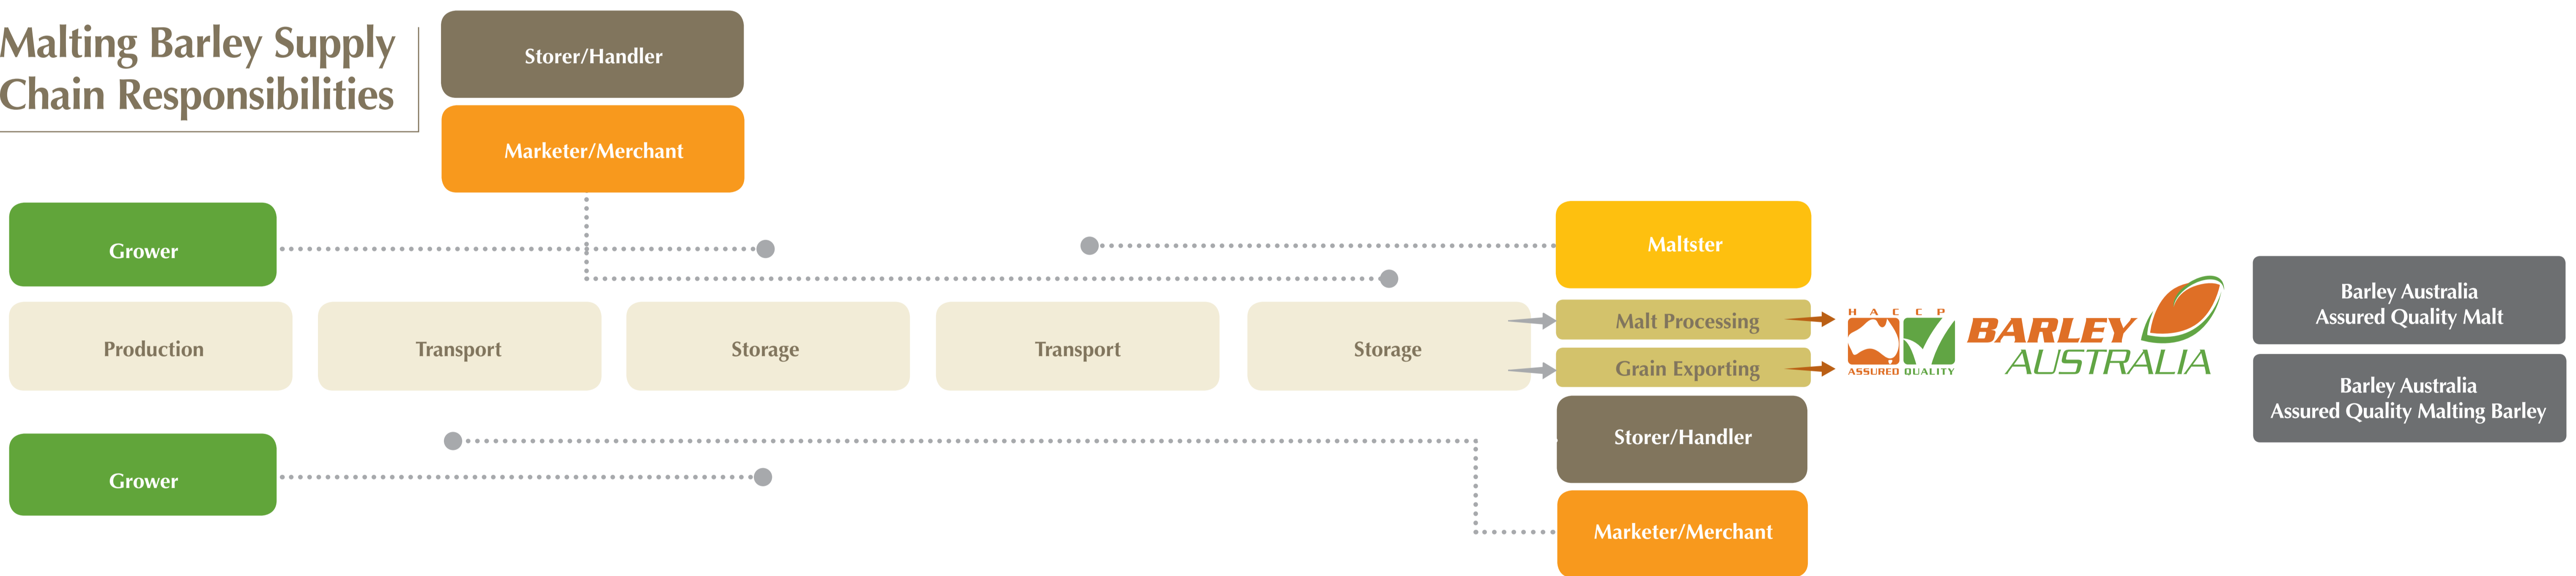 Malting Barley Supply
Chain Responsibilities
Storer/Handler
Marketer/Merchant
Grower
Maltster
Production
Transport
Storage
Transport
Storage
Malt Processing
Grain Exporting
HACCP
ASSURED QUALITY
BARLEY
AUSTRALIA
Barley Australia
Assured Quality Malt
Barley Australia
Assured Quality Malting Barley
Grower
Storer/Handler
Marketer/Merchant